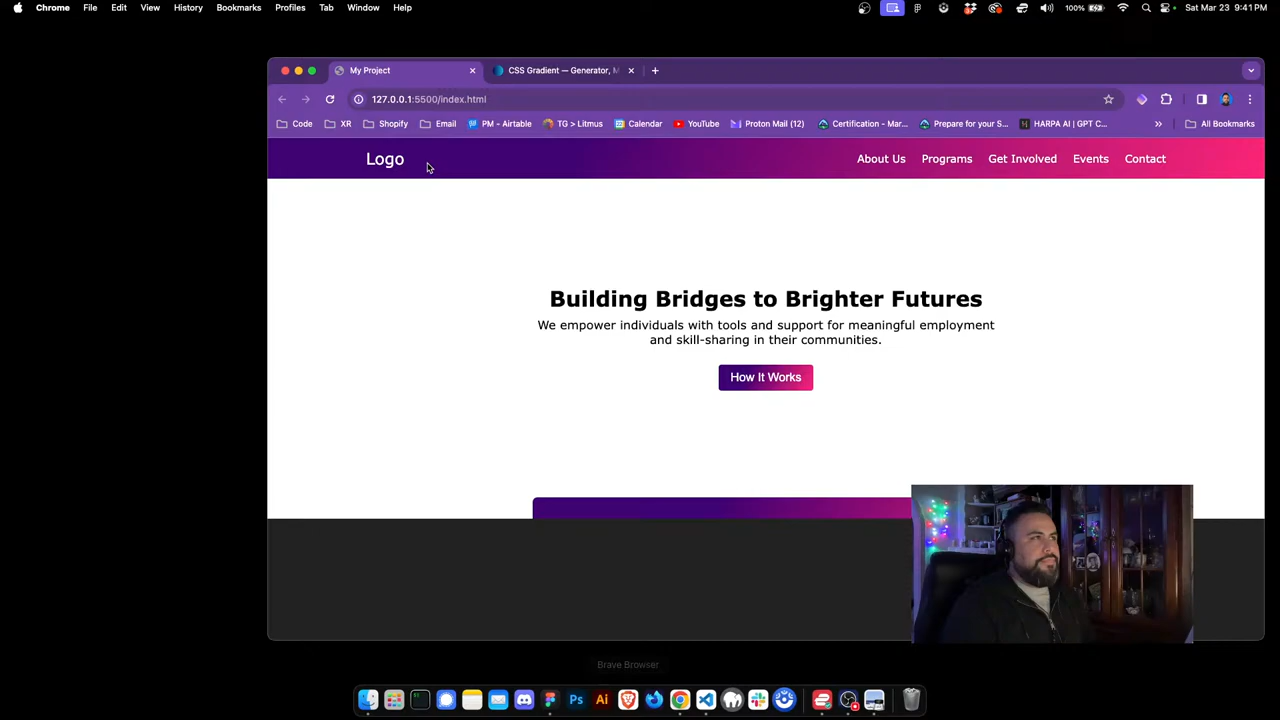 Chrome File Edit View History Bookmarks Profiles Tab Window Help
100% Sat Mar 23 9:41 PM
My Project
CSS Gradient — Generator, M
127.0.0.1:5500/index.html
Code XR Shopify Email PM - Airtable TG > Litmus Calendar YouTube Proton Mail (12) Certification - Mar... Prepare for your S... HARPA AI | GPT C... » All Bookmarks
Logo
About Us Programs Get Involved Events Contact
Building Bridges to Brighter Futures
We empower individuals with tools and support for meaningful employment
and skill-sharing in their communities.
How It Works
Brave Browser
Ps Ai